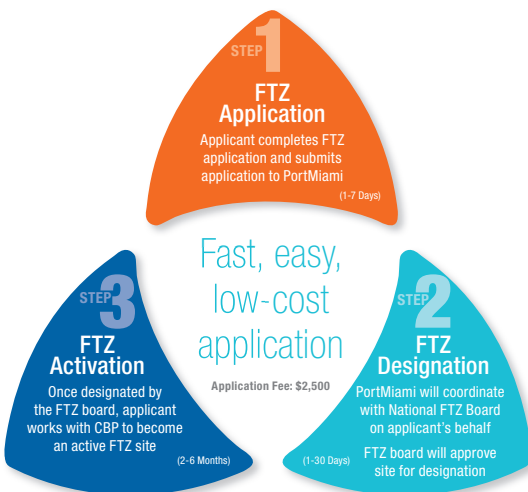 STEP 1
FTZ
Application
Applicant completes FTZ
application and submits
application to PortMiami
(1-7 Days)
Fast, easy,
low-cost
application
Application Fee: $2,500
STEP 2
FTZ
Designation
PortMiami will coordinate
with National FTZ Board
on applicant's behalf
FTZ board will approve
site for designation
(1-30 Days)
STEP 3
FTZ
Activation
Once designated by
the FTZ board, applicant
works with CBP to become
an active FTZ site
(2-6 Months)